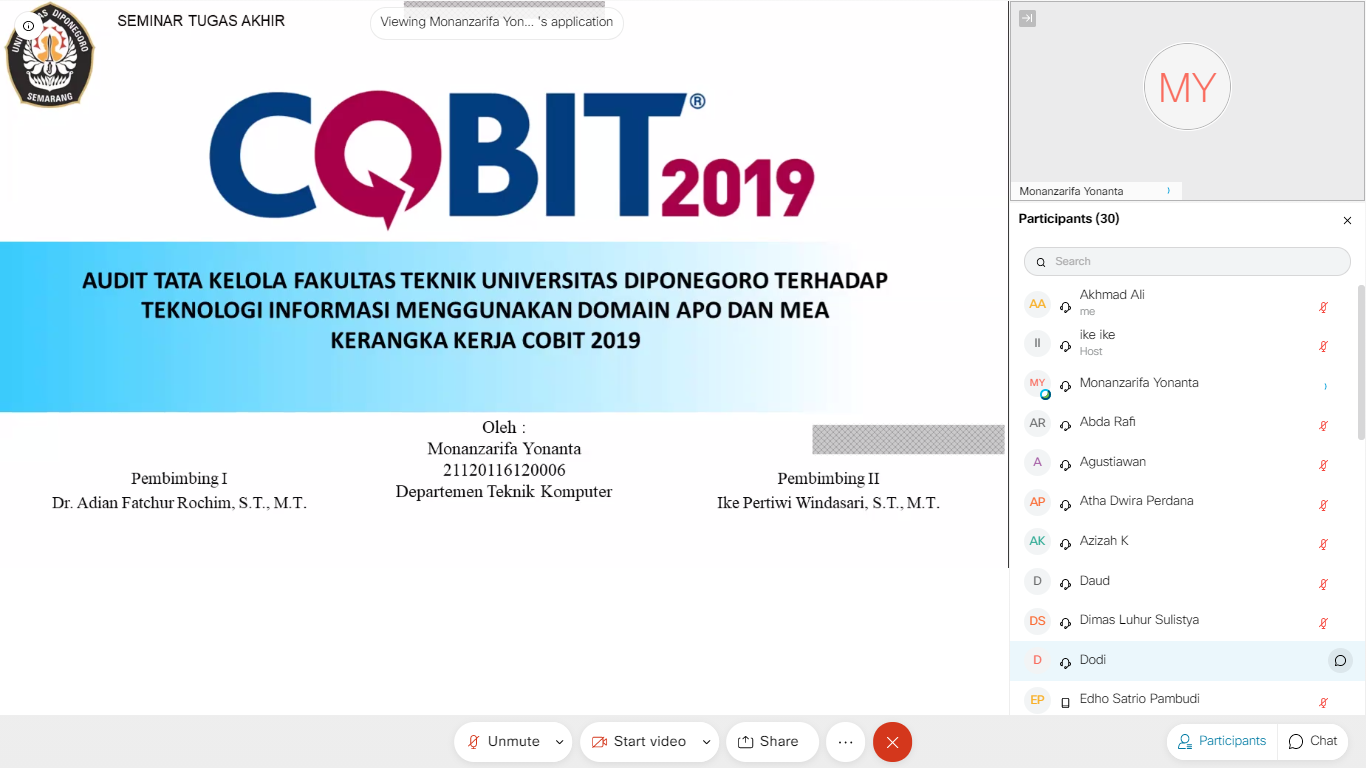 UNIVERSITAS DIPONEGORO
SEMARANG
SEMINAR TUGAS AKHIR
Viewing Monanzarifa Yon... 's application
COBIT®
2019
AUDIT TATA KELOLA FAKULTAS TEKNIK UNIVERSITAS DIPONEGORO TERHADAP
TEKNOLOGI INFORMASI MENGGUNAKAN DOMAIN APO DAN MEA
KERANGKA KERJA COBIT 2019
Oleh :
Monanzarifa Yonanta
21120116120006
Departemen Teknik Komputer
Pembimbing I
Dr. Adian Fatchur Rochim, S.T., M.T.
Pembimbing II
Ike Pertiwi Windasari, S.T., M.T.
MY
Monanzarifa Yonanta
Participants (30)
Search
AA
Akhmad Ali
me
II
ike ike
Host
MY
Monanzarifa Yonanta
AR
Abda Rafi
A
Agustiawan
AP
Atha Dwira Perdana
AK
Azizah K
D
Daud
DS
Dimas Luhur Sulistya
D
Dodi
EP
Edho Satrio Pambudi
Unmute
Start video
Share
Participants
Chat